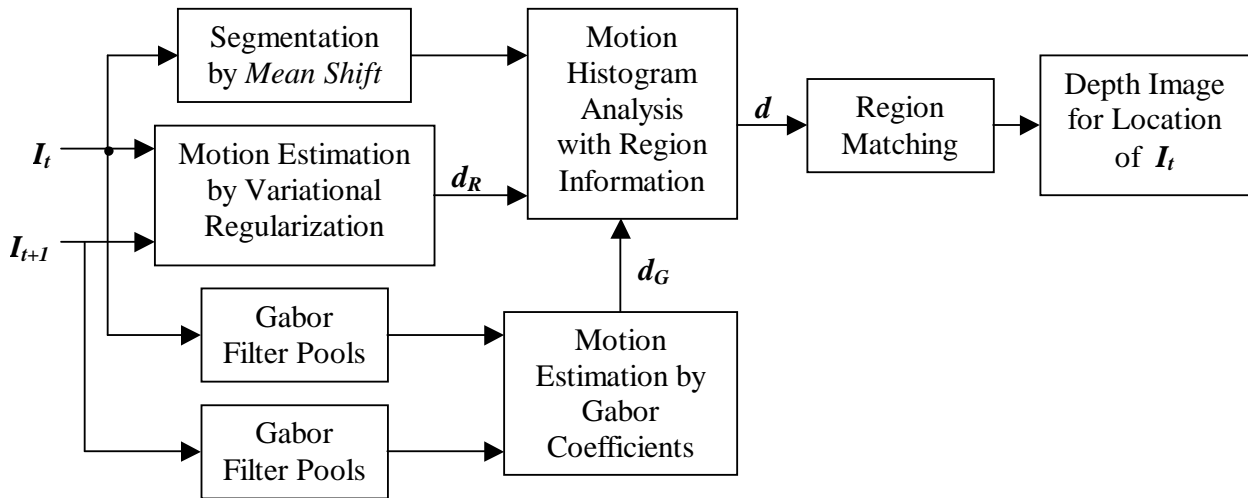 Segmentation
by Mean Shift
Motion
Histogram
Analysis
with Region
Information
d
Region
Matching
Depth Image
for Location
of I_t
I_t
I_{t+1}
Motion Estimation
by Variational
Regularization
d_R
d_G
Gabor
Filter Pools
Motion
Estimation by
Gabor
Coefficients
Gabor
Filter Pools